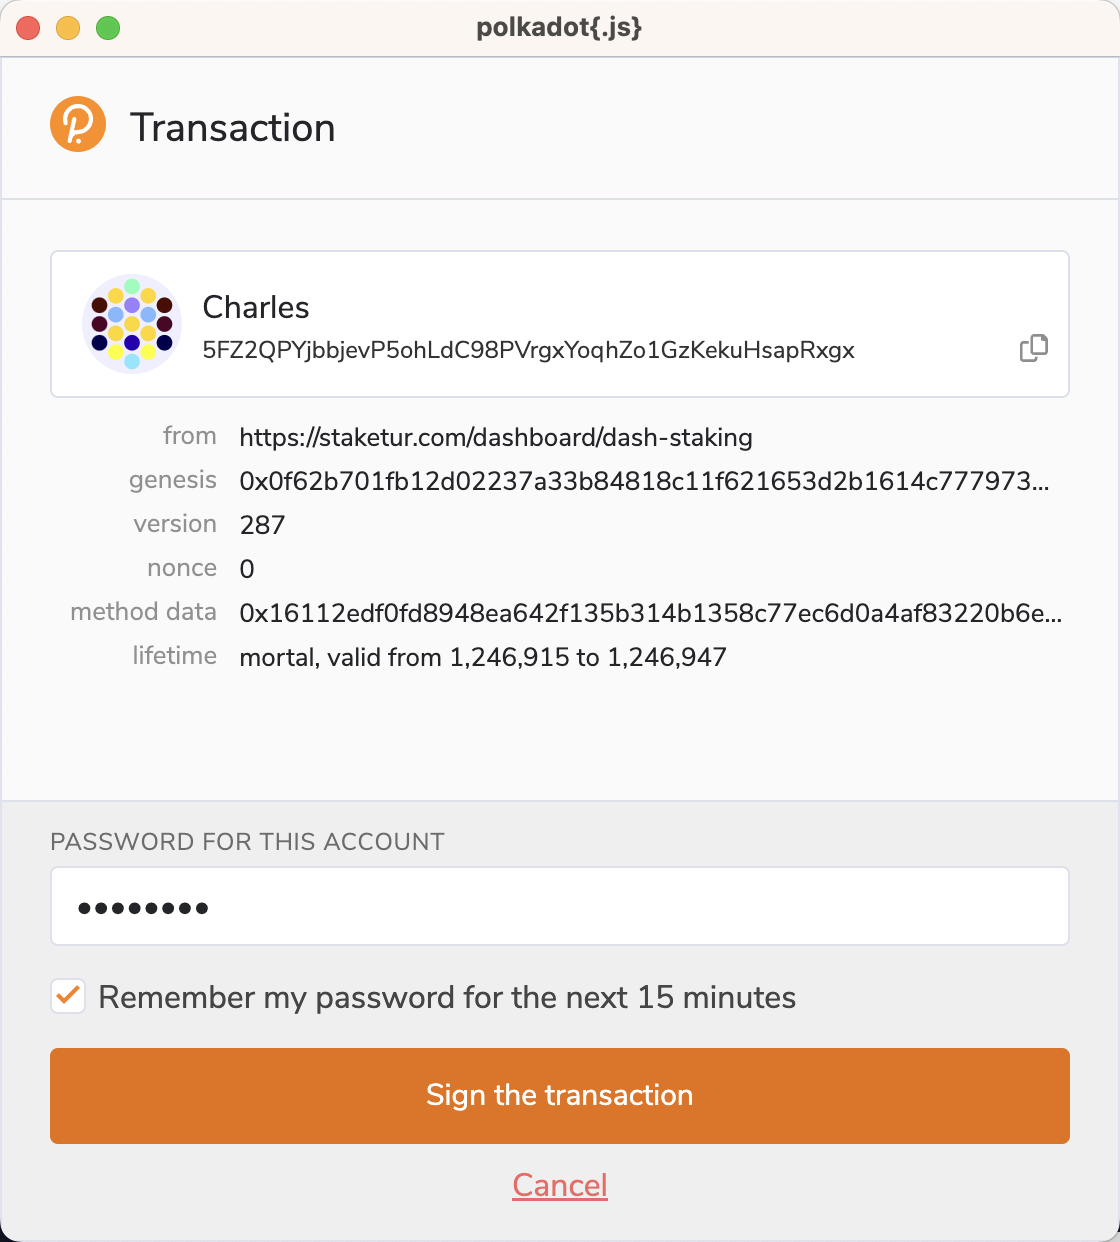 polkadot{.js}
Transaction
Charles
5FZ2QPYjbbjevP5ohLdC98PVrgxYoqhZo1GzKekuHsapRxgx
from https://staketur.com/dashboard/dash-staking
genesis 0x0f62b701fb12d02237a33b84818c11f621653d2b1614c777973...
version 287
nonce 0
method data 0x16112edf0fd8948ea642f135b314b1358c77ec6d0a4af83220b6e...
lifetime mortal, valid from 1,246,915 to 1,246,947
PASSWORD FOR THIS ACCOUNT
••••••••
Remember my password for the next 15 minutes
Sign the transaction
Cancel